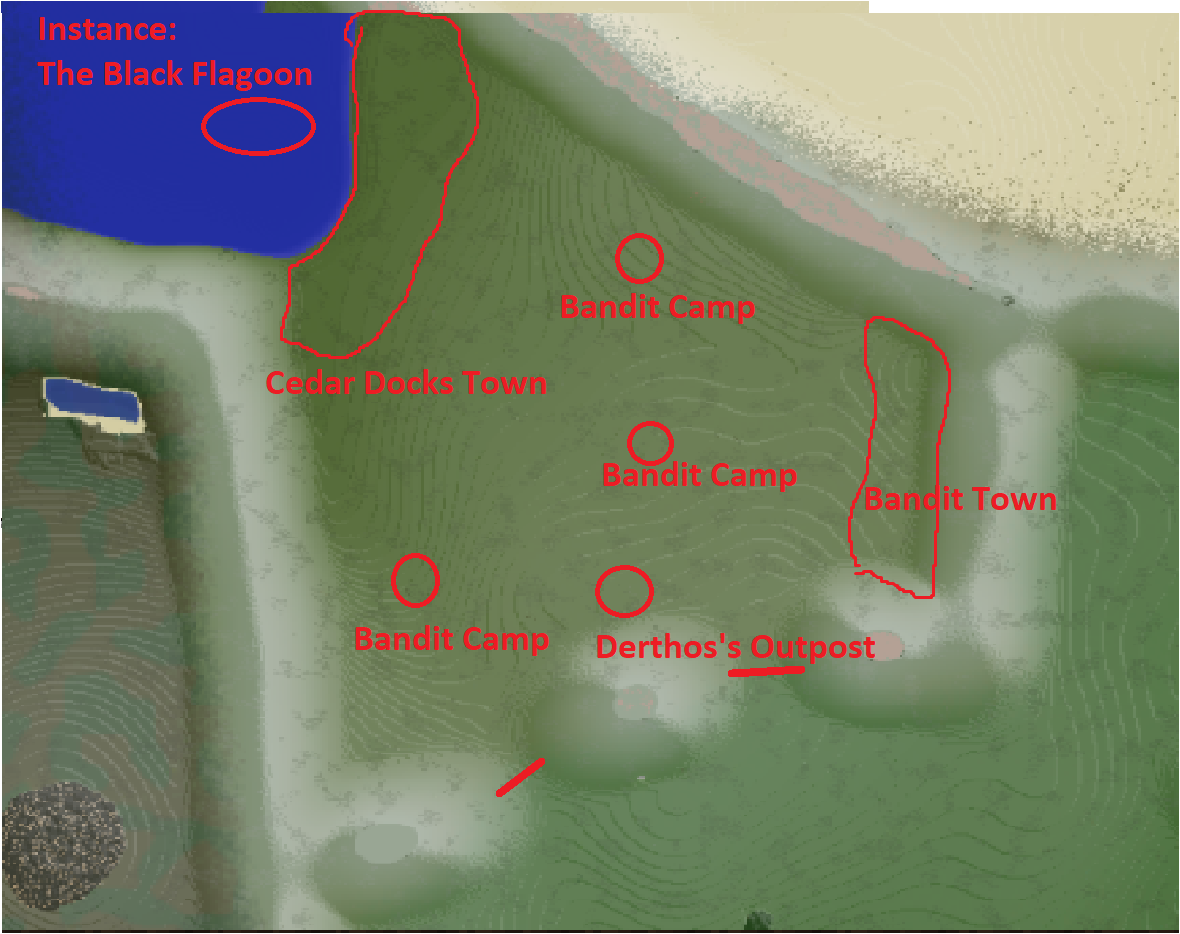 Instance:
The Black Flagoon
Bandit Camp
Cedar Docks Town
Bandit Camp
Bandit Town
Bandit Camp
Derthos's Outpost